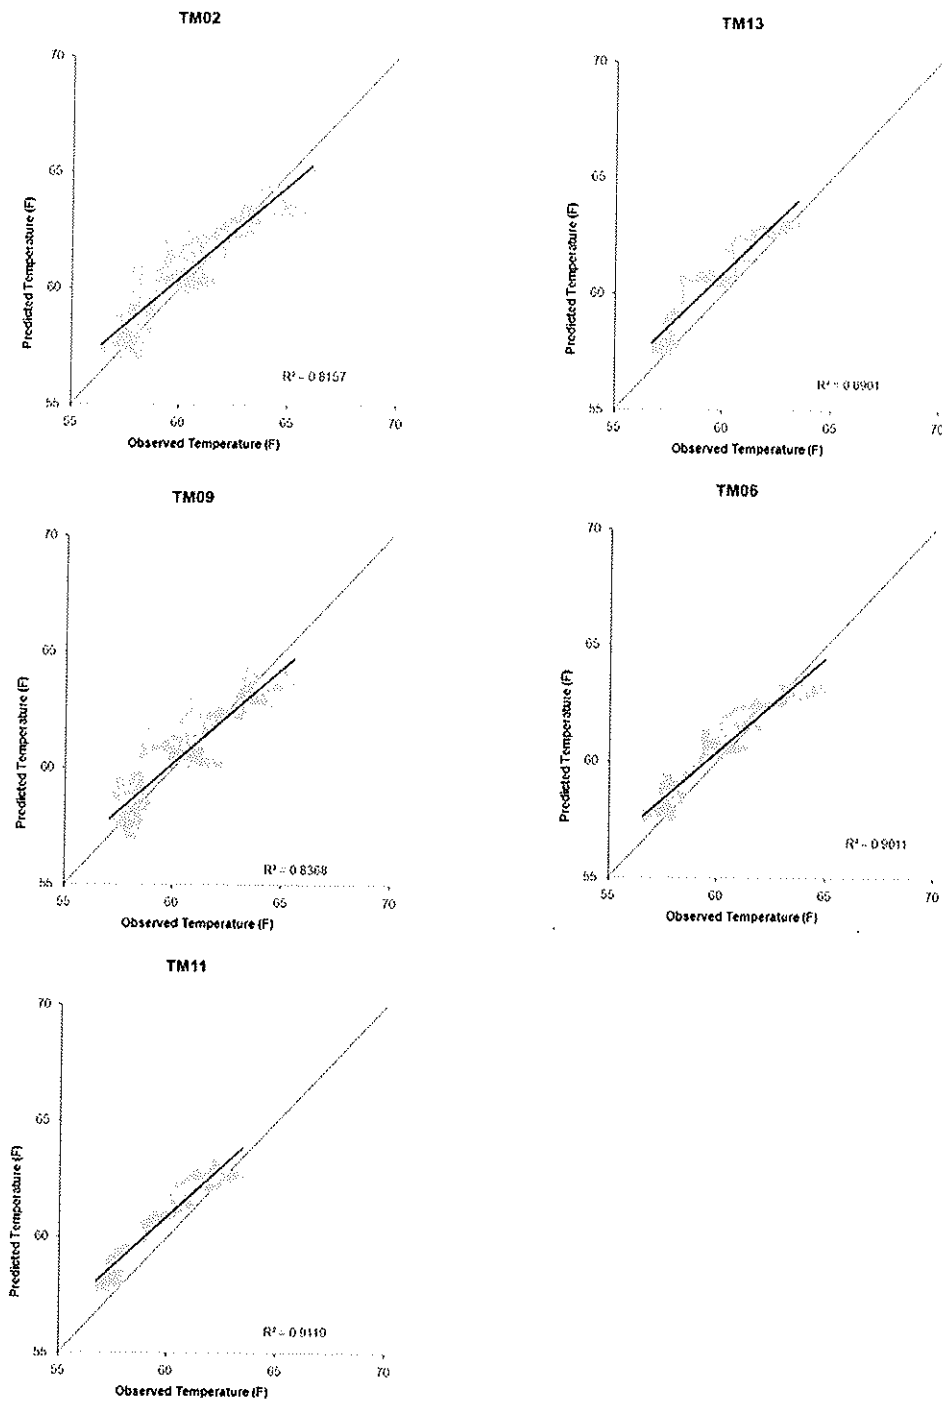 TM02
70
65
60
55
Predicted Temperature (F)
R² = 0.8157
55 60 65 70
Observed Temperature (F)
TM13
70
65
60
55
Predicted Temperature (F)
R² = 0.8901
55 60 65 70
Observed Temperature (F)
TM09
70
65
60
55
Predicted Temperature (F)
R² = 0.8368
55 60 65 70
Observed Temperature (F)
TM06
70
65
60
55
Predicted Temperature (F)
R² = 0.9011
55 60 65 70
Observed Temperature (F)
TM11
70
65
60
55
Predicted Temperature (F)
55 60 65 70
Observed Temperature (F)